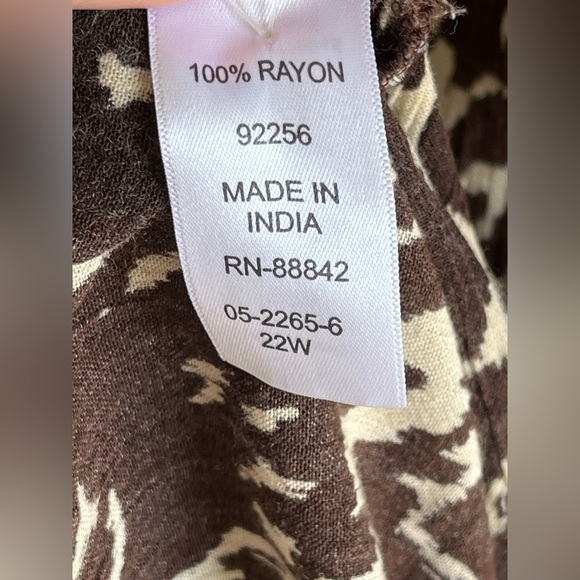 100% RAYON
92256
MADE IN
INDIA
RN-88842
05-2265-6
22W